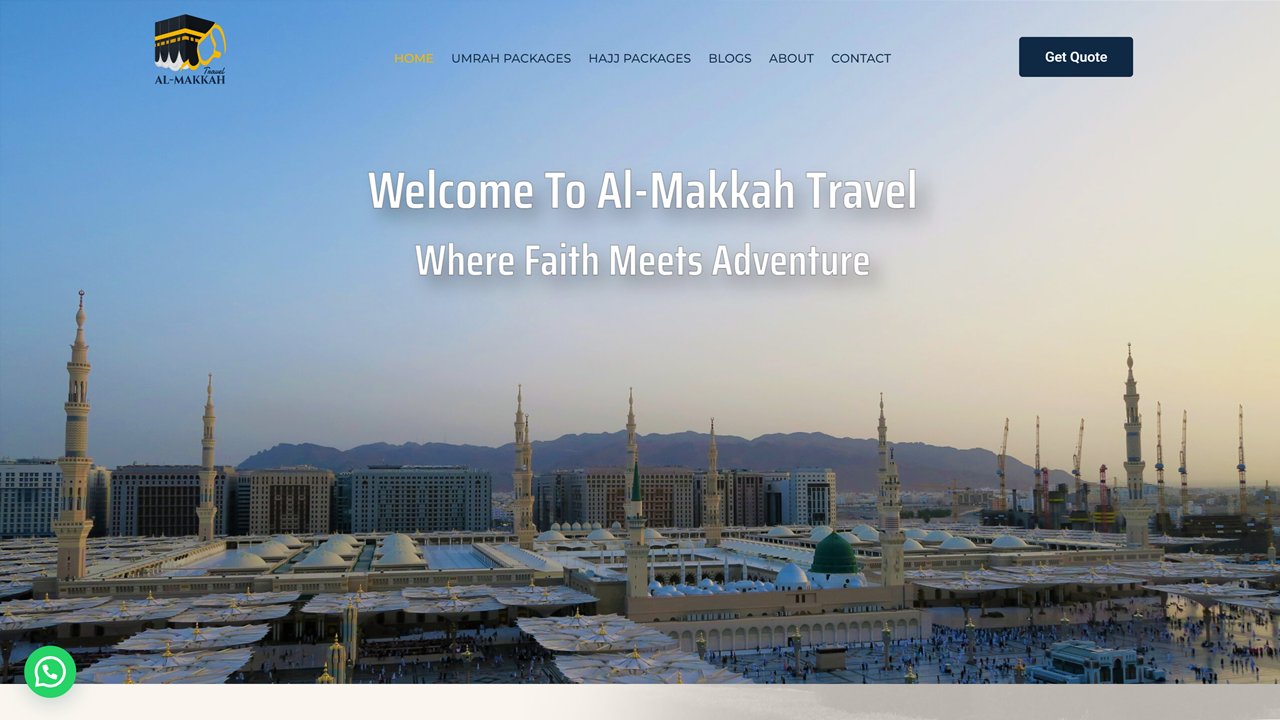 Travel
AL-MAKKAH
HOME
UMRAH PACKAGES
HAJJ PACKAGES
BLOGS
ABOUT
CONTACT
Get Quote
Welcome To Al-Makkah Travel
Where Faith Meets Adventure